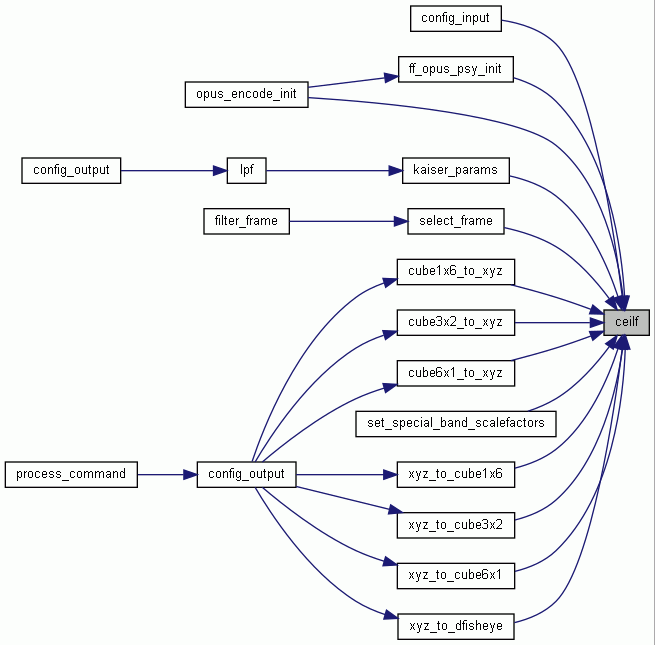 config_input
ff_opus_psy_init
opus_encode_init
config_output
lpf
kaiser_params
filter_frame
select_frame
cube1x6_to_xyz
cube3x2_to_xyz
ceilf
cube6x1_to_xyz
set_special_band_scalefactors
process_command
config_output
xyz_to_cube1x6
xyz_to_cube3x2
xyz_to_cube6x1
xyz_to_dfisheye